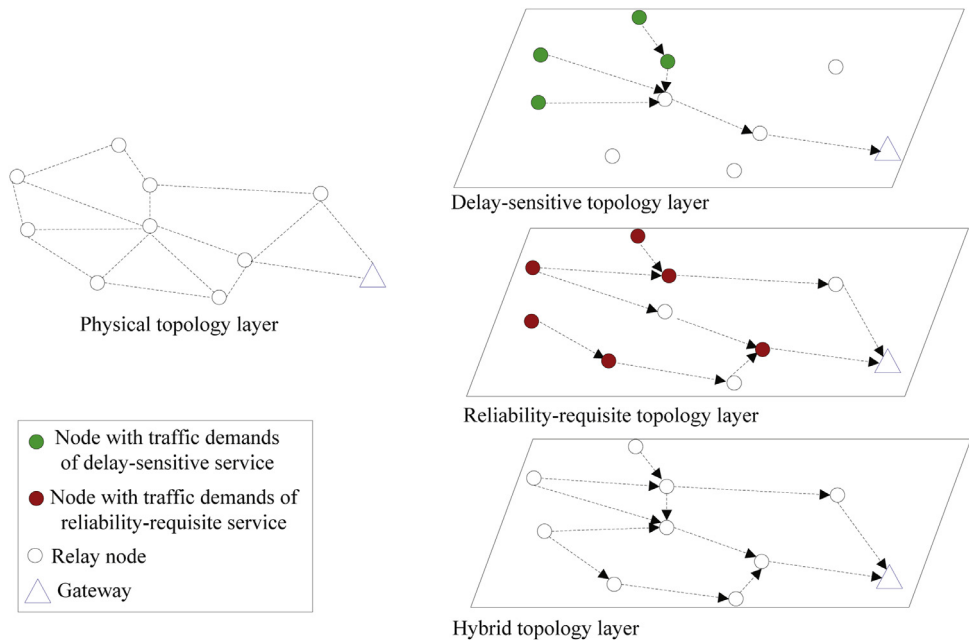 Delay-sensitive topology layer
Physical topology layer
Reliability-requisite topology layer
Node with traffic demands
of delay-sensitive service
Node with traffic demands of
reliability-requisite service
Relay node
Gateway
Hybrid topology layer